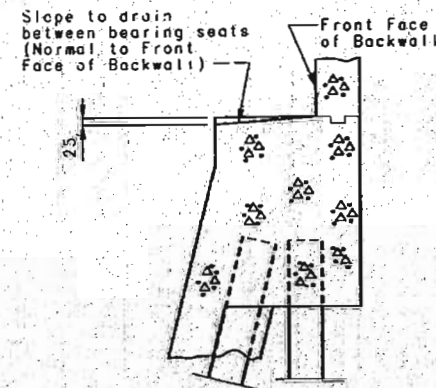 Slope to drain
between bearing seats
(Normal to Front
Face of Backwall)
Front Face
of Backwall
25